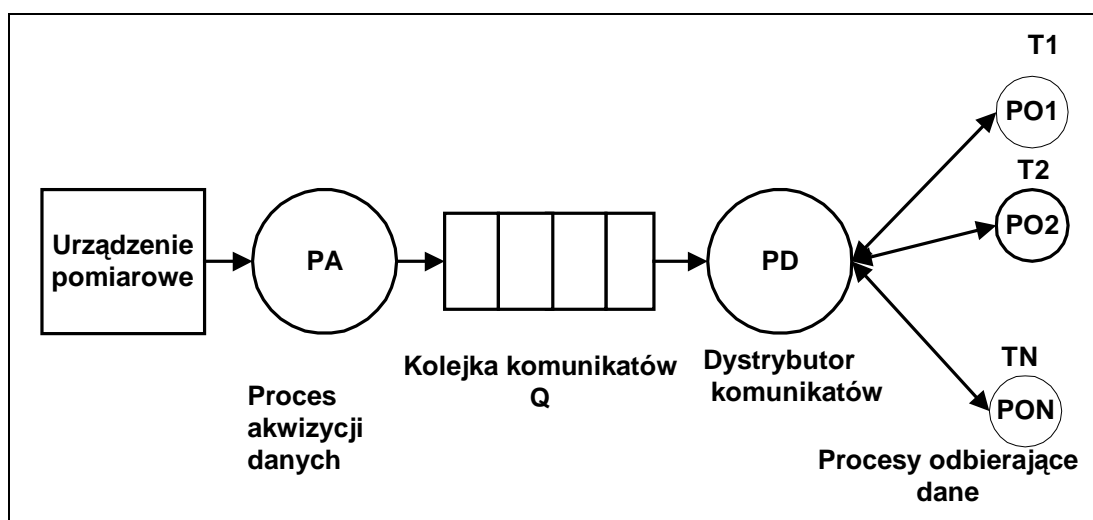 T1
PO1
T2
PO2
Urządzenie
pomiarowe
PA
PD
Kolejka komunikatów
Q
Dystrybutor
komunikatów
TN
PON
Proces
akwizycji
danych
Procesy odbierające
dane